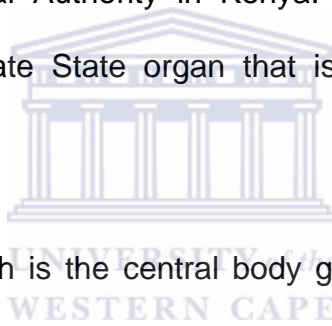 al Authority in Kenya.
ate State organ that is
UNIVERSITY of the
h is the central body g
WESTERN CAPE